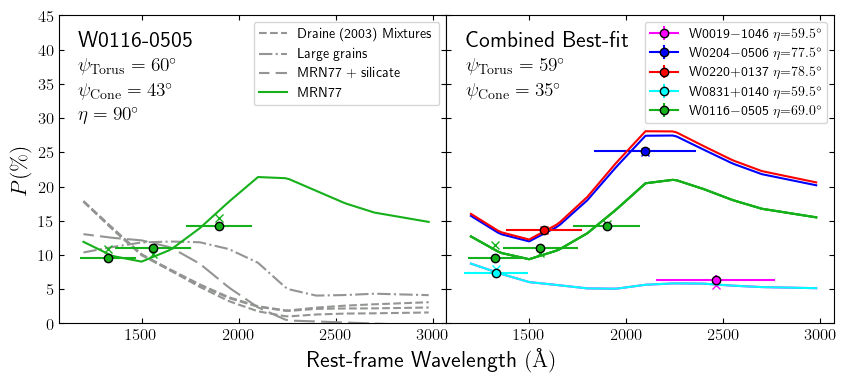 W0116-0505
ψTorus = 60°
ψCone = 43°
η = 90°
Draine (2003) Mixtures
Large grains
MRN77 + silicate
MRN77
Combined Best-fit
ψTorus = 59°
ψCone = 35°
W0019−1046 η=59.5°
W0204−0506 η=77.5°
W0220+0137 η=78.5°
W0831+0140 η=59.5°
W0116−0505 η=69.0°
P(%)
45
40
35
30
25
20
15
10
5
0
1500 2000 2500 3000 1500 2000 2500 3000
Rest-frame Wavelength (Å)